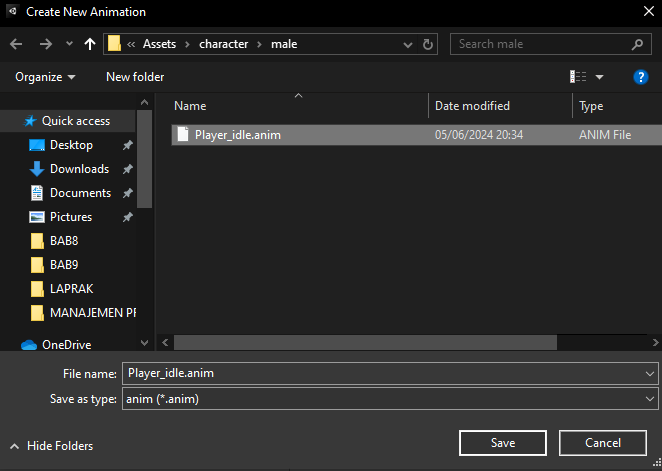 Create New Animation
« Assets › character › male
Search male
Organize
New folder
?
Name
Date modified
Type
Quick access
Player_idle.anim
05/06/2024 20:34
ANIM File
Desktop
Downloads
Documents
Pictures
BAB8
BAB9
LAPRAK
MANAJEMEN PR
OneDrive
File name:
Player_idle.anim
Save as type:
anim (*.anim)
Hide Folders
Save
Cancel